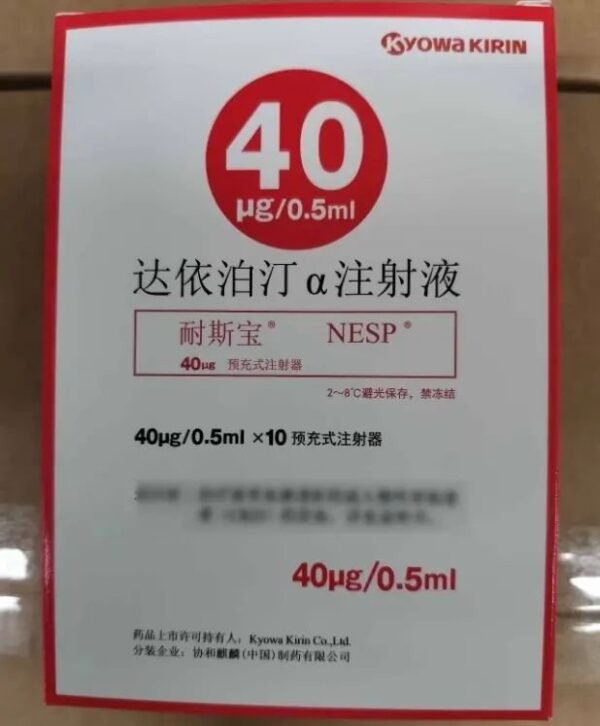 KYOWA KIRIN
40
μg/0.5ml
达依泊汀α注射液
耐斯宝® NESP®
40μg 预充式注射器
2～8℃避光保存，禁冻结
40μg/0.5ml ×10 预充式注射器
40μg/0.5ml
药品上市许可持有人：Kyowa Kirin Co.,Ltd.
分装企业：协和麒麟(中国)制药有限公司